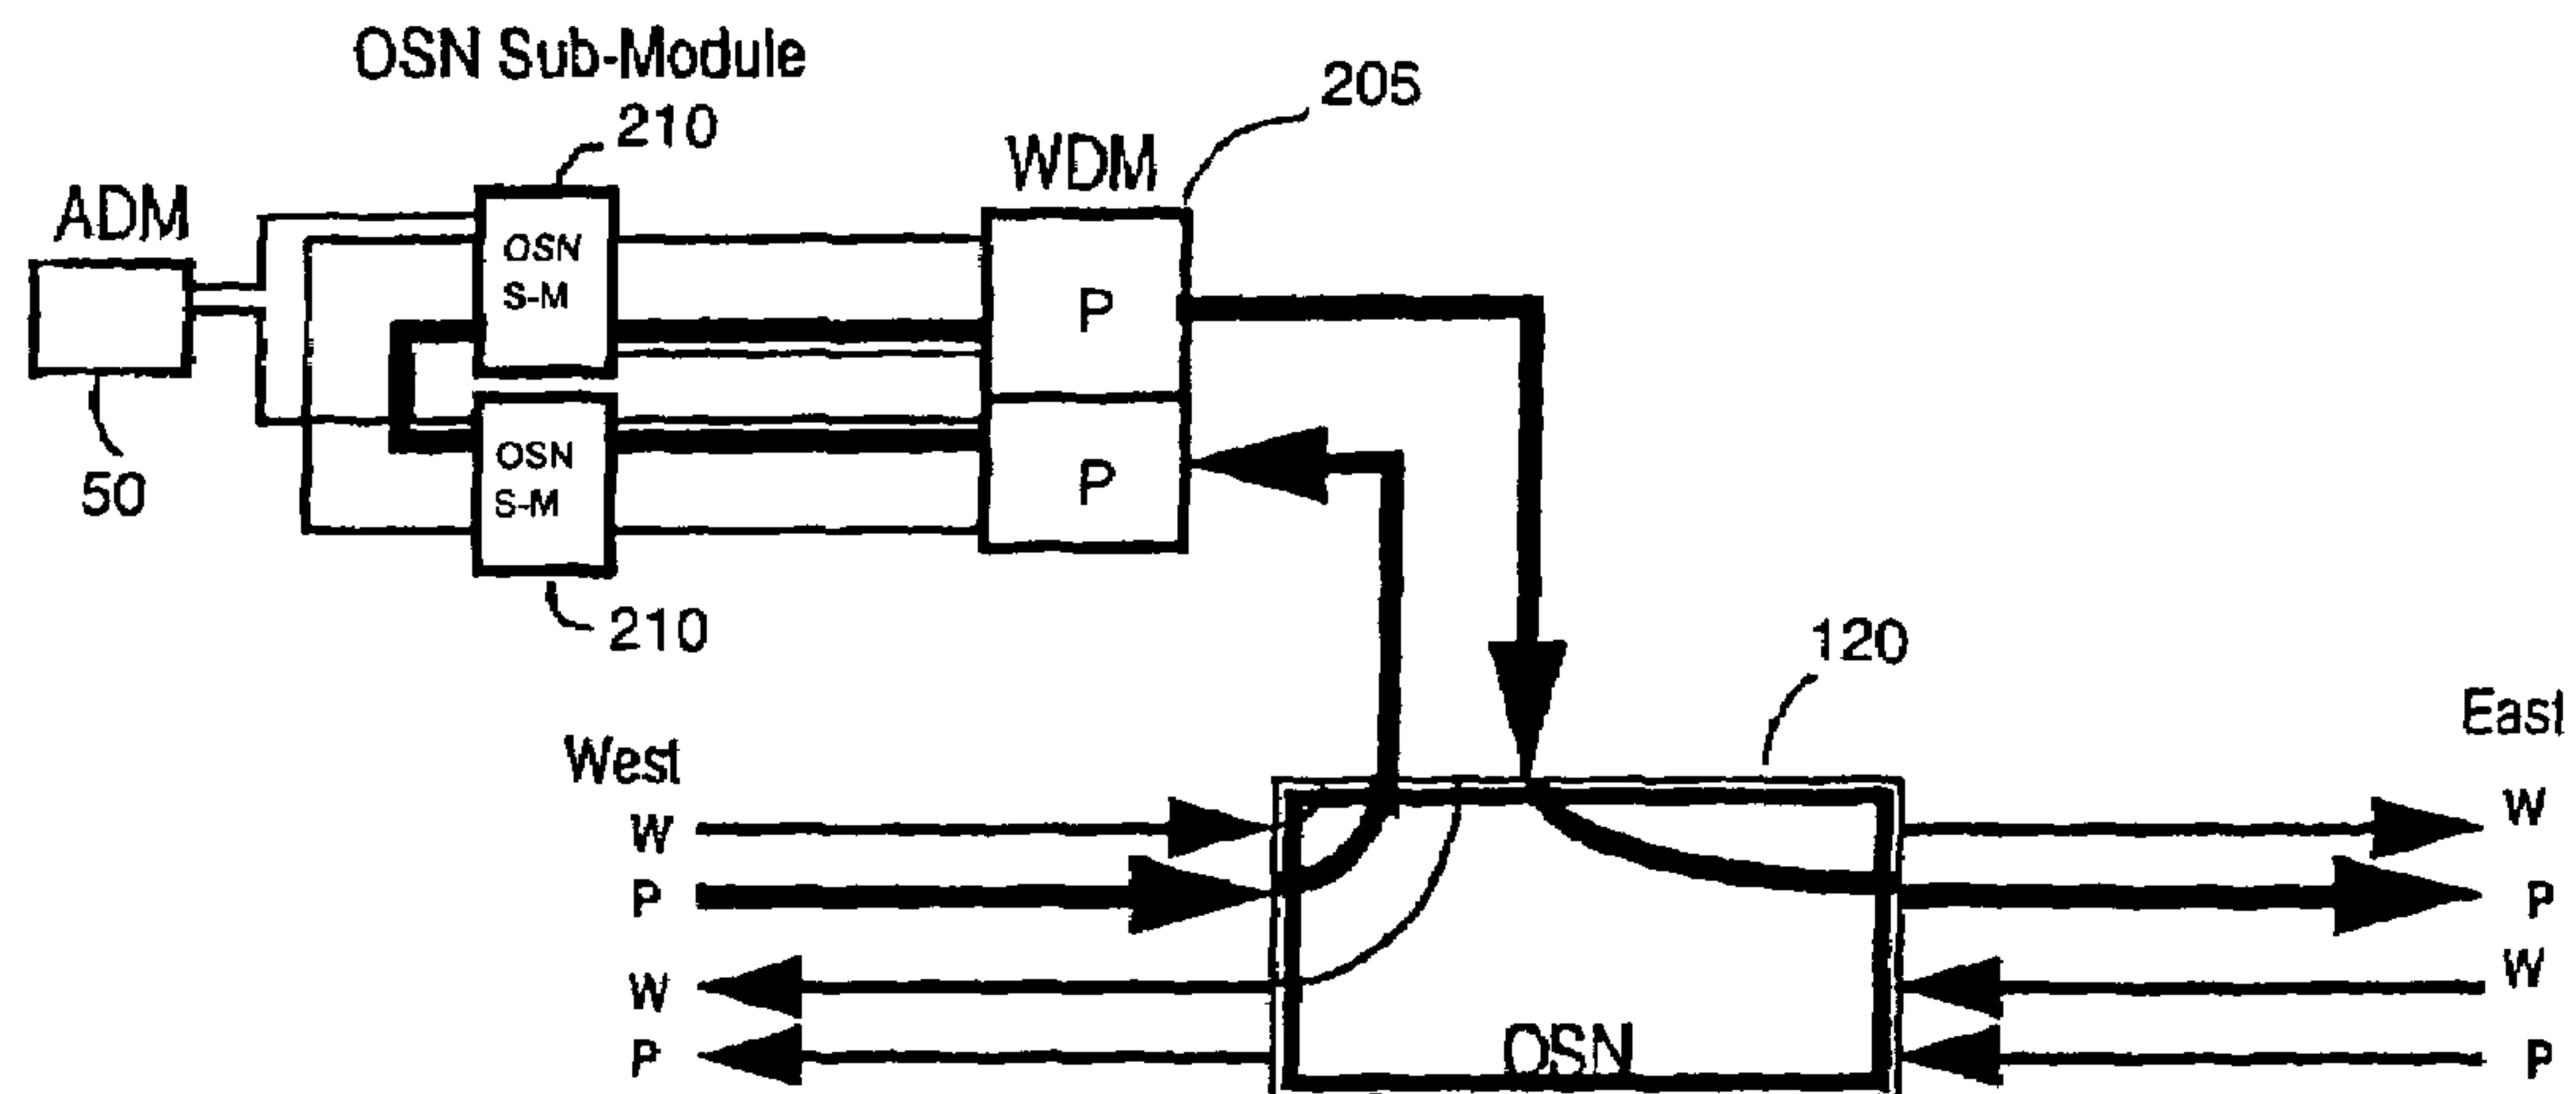 OSN Sub-Module
210
205
WDM
ADM
OSN
S-M
P
OSN
S-M
P
50
210
120
East
West
W
W
P
P
W
W
P
P
OSN